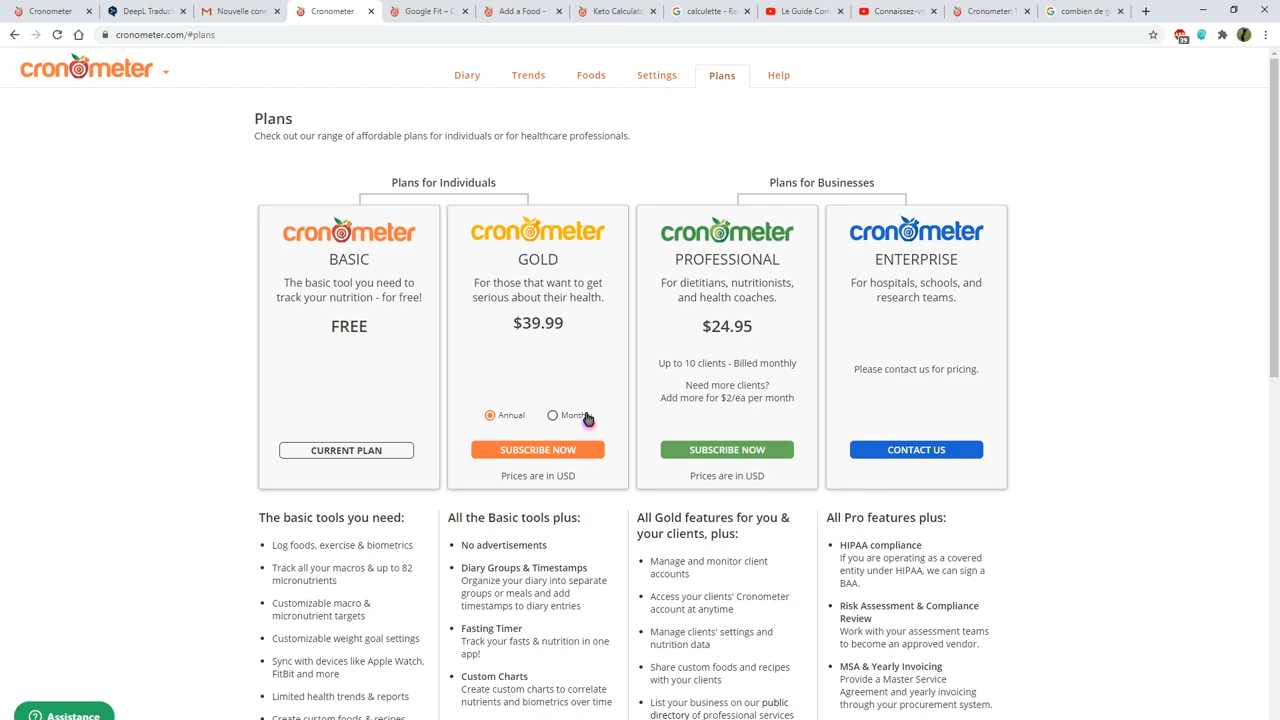 Cronometer
DeepL Traduct
Nouvelle conn
Cronometer
Google Fit – C
Add a Food –
Keto Calculato
calculette - Re
Le Guide Com
Connaissez-vo
Cronometer: T
combien de g
cronometer.com/#plans
39
cronometer
Diary
Trends
Foods
Settings
Plans
Help
Plans
Check out our range of affordable plans for individuals or for healthcare professionals.
Plans for Individuals
Plans for Businesses
cronometer
BASIC
The basic tool you need to
track your nutrition - for free!
FREE
CURRENT PLAN
cronometer
GOLD
For those that want to get
serious about their health.
$39.99
Annual
Month
SUBSCRIBE NOW
Prices are in USD
cronometer
PROFESSIONAL
For dietitians, nutritionists,
and health coaches.
$24.95
Up to 10 clients - Billed monthly
Need more clients?
Add more for $2/ea per month
SUBSCRIBE NOW
Prices are in USD
cronometer
ENTERPRISE
For hospitals, schools, and
research teams.
Please contact us for pricing.
CONTACT US
The basic tools you need:
• Log foods, exercise & biometrics
• Track all your macros & up to 82
micronutrients
• Customizable macro &
micronutrient targets
• Customizable weight goal settings
• Sync with devices like Apple Watch,
FitBit and more
• Limited health trends & reports
• Create custom foods & recipes
All the Basic tools plus:
• No advertisements
• Diary Groups & Timestamps
Organize your diary into separate
groups or meals and add
timestamps to diary entries
• Fasting Timer
Track your fasts & nutrition in one
app!
• Custom Charts
Create custom charts to correlate
nutrients and biometrics over time
All Gold features for you &
your clients, plus:
• Manage and monitor client
accounts
• Access your clients' Cronometer
account at anytime
• Manage clients' settings and
nutrition data
• Share custom foods and recipes
with your clients
• List your business on our public
directory of professional services
All Pro features plus:
• HIPAA compliance
If you are operating as a covered
entity under HIPAA, we can sign a
BAA.
• Risk Assessment & Compliance
Review
Work with your assessment teams
to become an approved vendor.
• MSA & Yearly Invoicing
Provide a Master Service
Agreement and yearly invoicing
through your procurement system.
Assistance